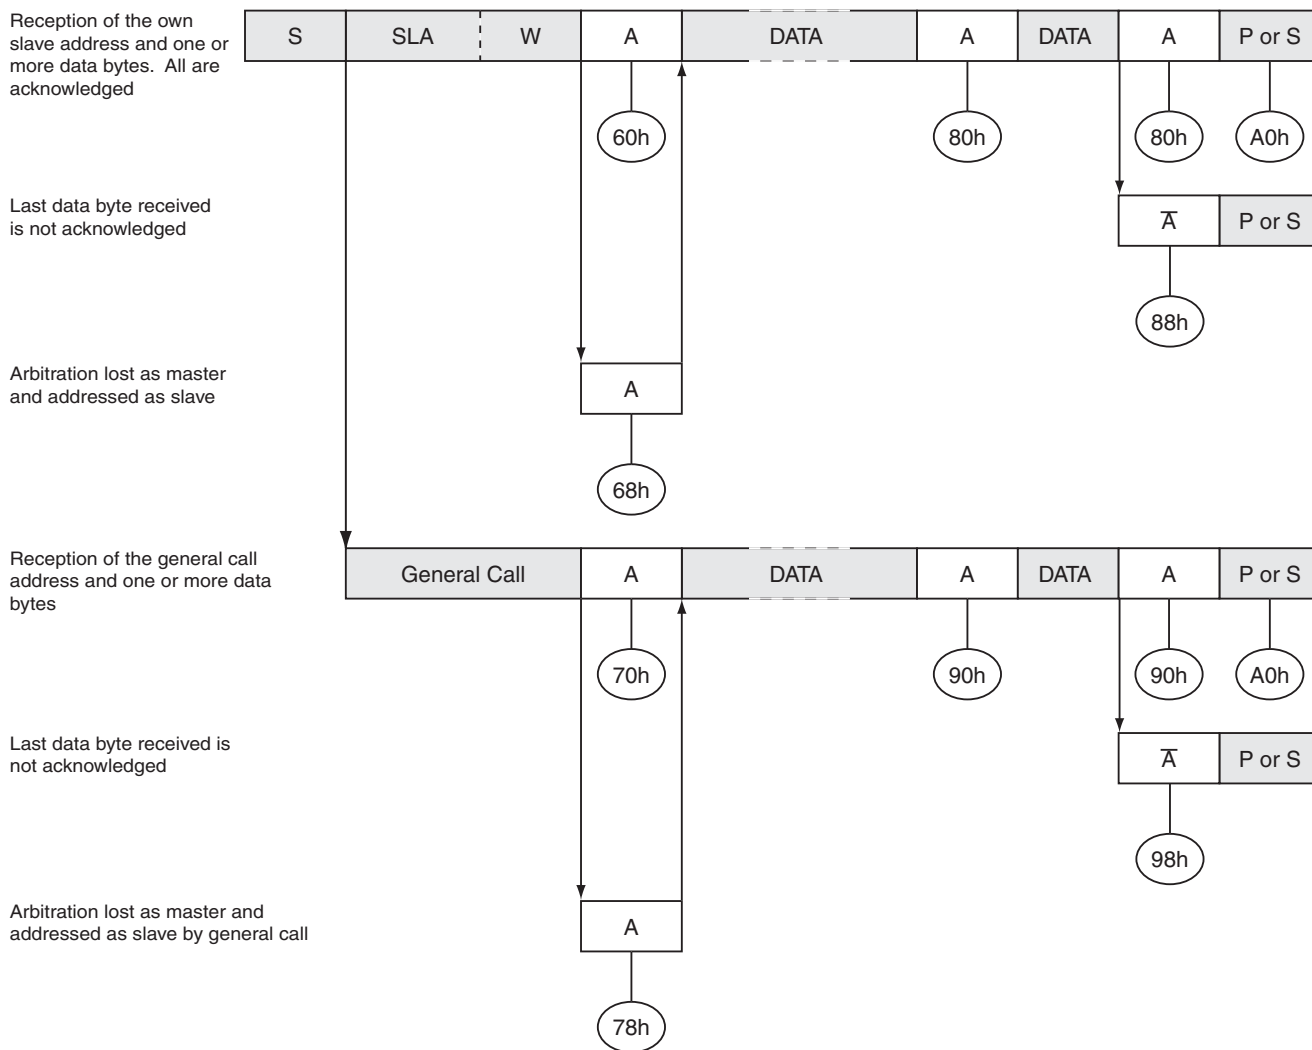 Reception of the own
slave address and one or
more data bytes. All are
acknowledged
S SLA W A DATA A DATA A P or S
60h 80h 80h A0h
Last data byte received
is not acknowledged
A̅ P or S
88h
Arbitration lost as master
and addressed as slave
A
68h
Reception of the general call
address and one or more data
bytes
General Call A DATA A DATA A P or S
70h 90h 90h A0h
Last data byte received is
not acknowledged
A̅ P or S
98h
Arbitration lost as master and
addressed as slave by general call
A
78h